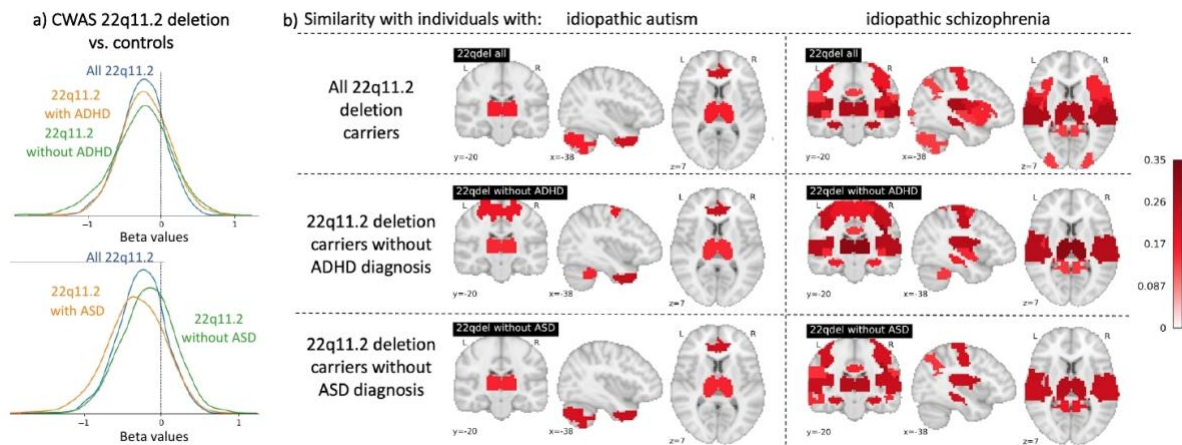 a) CWAS 22q11.2 deletion
vs. controls
All 22q11.2
22q11.2
with ADHD
22q11.2
without ADHD
-1
0
1
Beta values
All 22q11.2
22q11.2
with ASD
22q11.2
without ASD
-1
0
1
Beta values
b) Similarity with individuals with:
idiopathic autism
idiopathic schizophrenia
All 22q11.2
deletion
carriers
22qdel all
L
R
L
R
y=-20
x=-38
z=7
22qdel all
L
R
L
R
y=-20
x=-38
z=7
22q11.2 deletion
carriers without
ADHD diagnosis
22qdel without ADHD
L
R
L
R
y=-20
x=-38
z=7
22qdel without ADHD
L
R
L
R
y=-20
x=-38
z=7
22q11.2 deletion
carriers without
ASD diagnosis
22qdel without ASD
L
R
L
R
y=-20
x=-38
z=7
22qdel without ASD
L
R
L
R
y=-20
x=-38
z=7
0.35
0.26
0.17
0.087
0